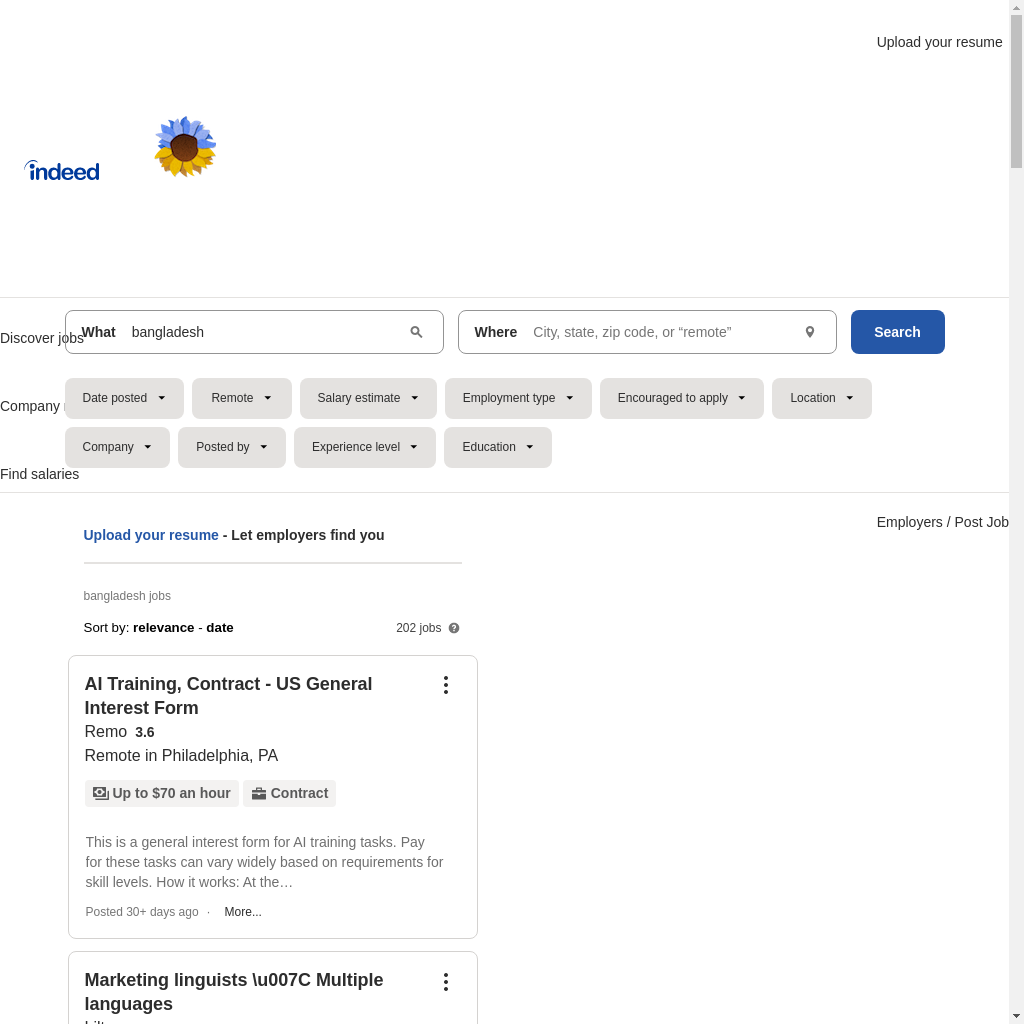 Upload your resume
indeed
Discover jobs
What bangladesh
Where City, state, zip code, or “remote”
Search
Company
Date posted
Remote
Salary estimate
Employment type
Encouraged to apply
Location
Company
Posted by
Experience level
Education
Find salaries
Employers / Post Job
Upload your resume - Let employers find you
bangladesh jobs
Sort by: relevance - date
202 jobs
AI Training, Contract - US General
Interest Form
Remo 3.6
Remote in Philadelphia, PA
Up to $70 an hour
Contract
This is a general interest form for AI training tasks. Pay
for these tasks can vary widely based on requirements for
skill levels. How it works: At the…
Posted 30+ days ago · More...
Marketing linguists \u007C Multiple
languages